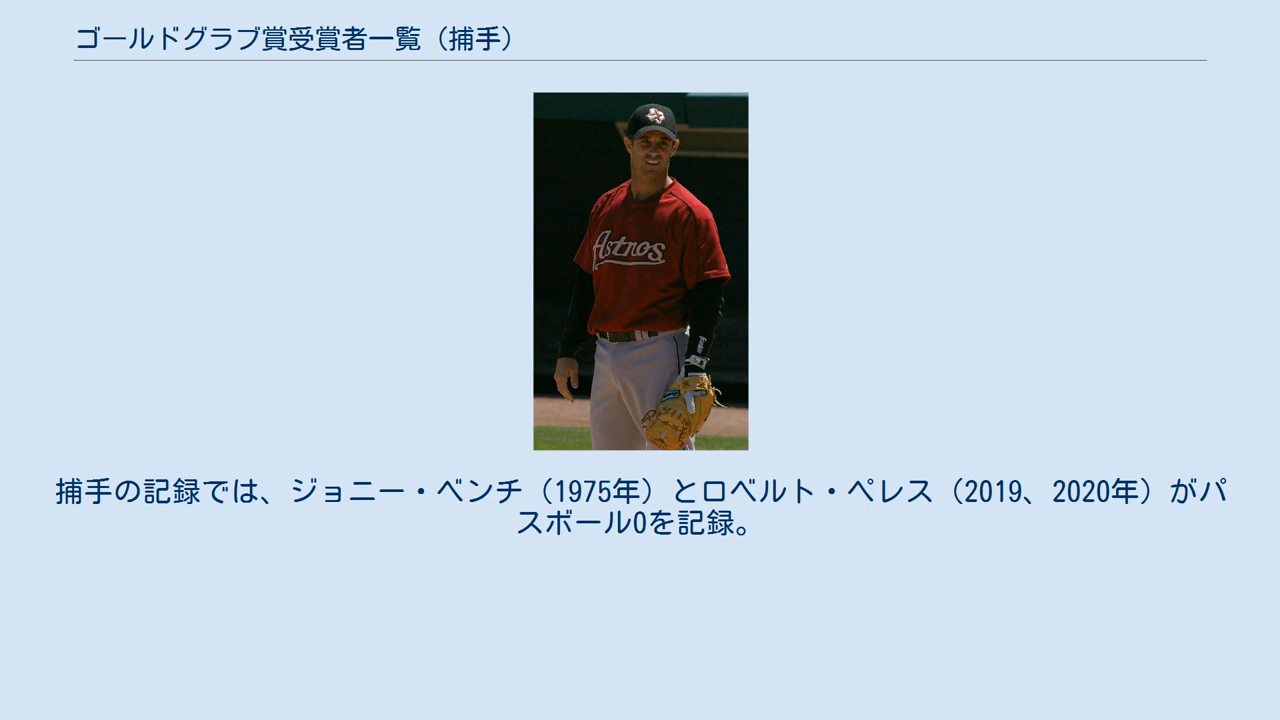 ゴールドグラブ賞受賞者一覧（捕手）
Astros
捕手の記録では、ジョニー・ベンチ（1975年）とロベルト・ペレス（2019、2020年）がパ
スボール0を記録。